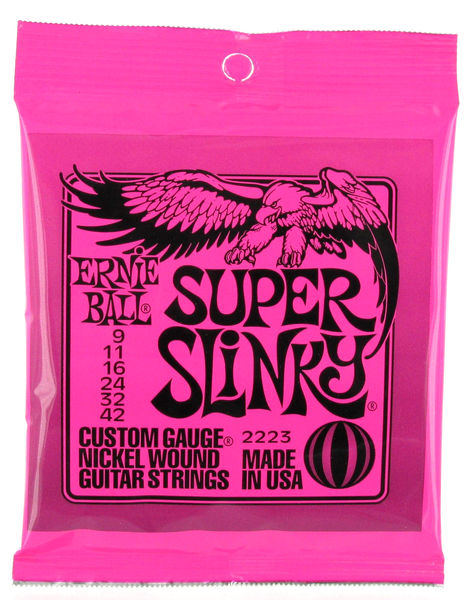 ERNIE
BALL®
SUPER
SLINKY®
9
11
16
24
32
42
CUSTOM GAUGE® 2223
NICKEL WOUND MADE
GUITAR STRINGS IN USA